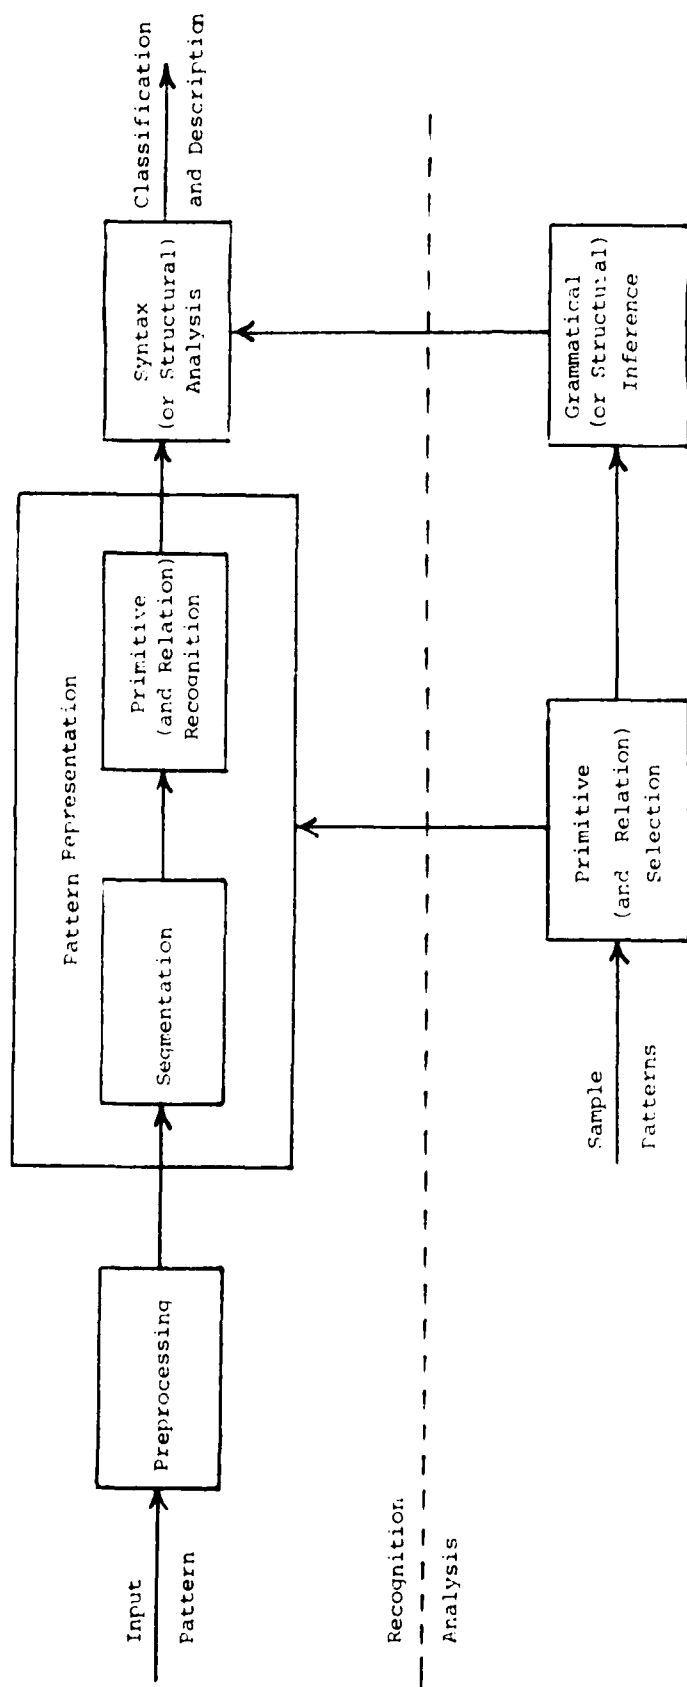 Pattern Representation
Input
Pattern
Preprocessing
Segmentation
Primitive
(and Relation)
Recognition
Syntax
(or Structural)
Analysis
Classification
and Description
Recognition
Analysis
Sample
Patterns
Primitive
(and Relation)
Selection
Grammatical
(or Structural)
Inference